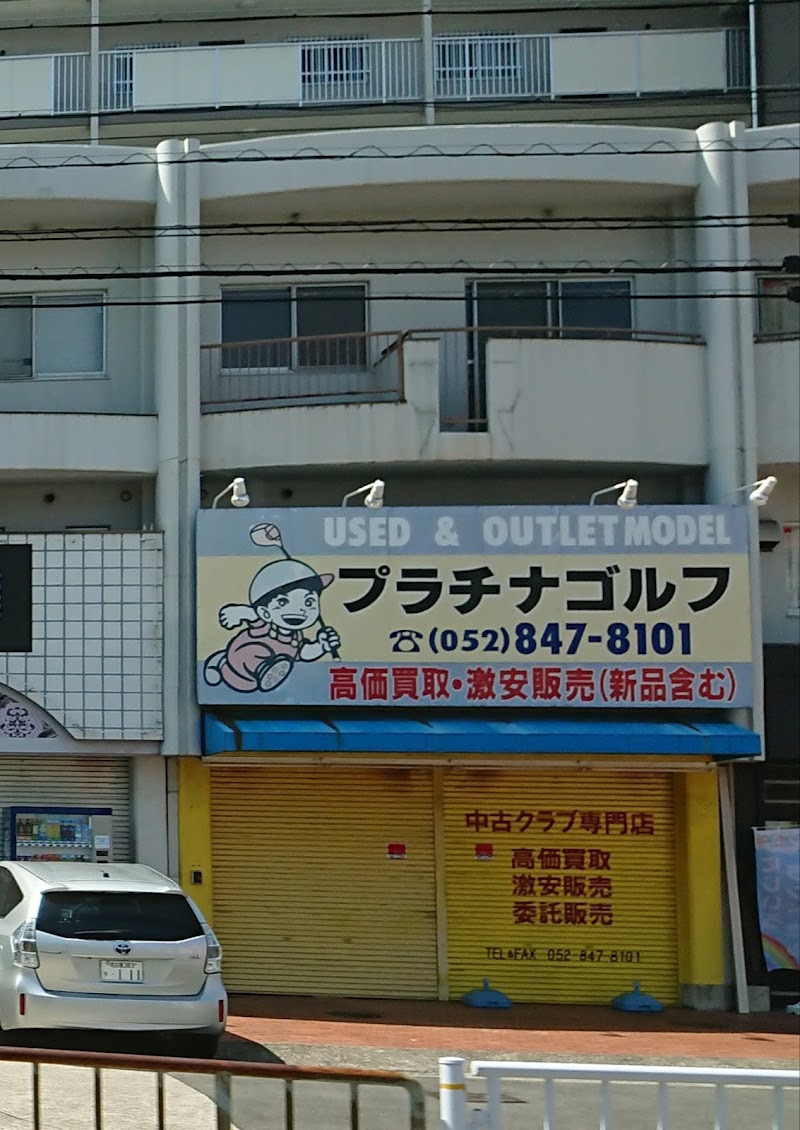 USED & OUTLET MODEL
プラチナゴルフ
☎(052)847-8101
高価買取・激安販売(新品含む)
中古クラブ専門店
高価買取
激安販売
委託販売
TEL&FAX 052 847 8101
・111